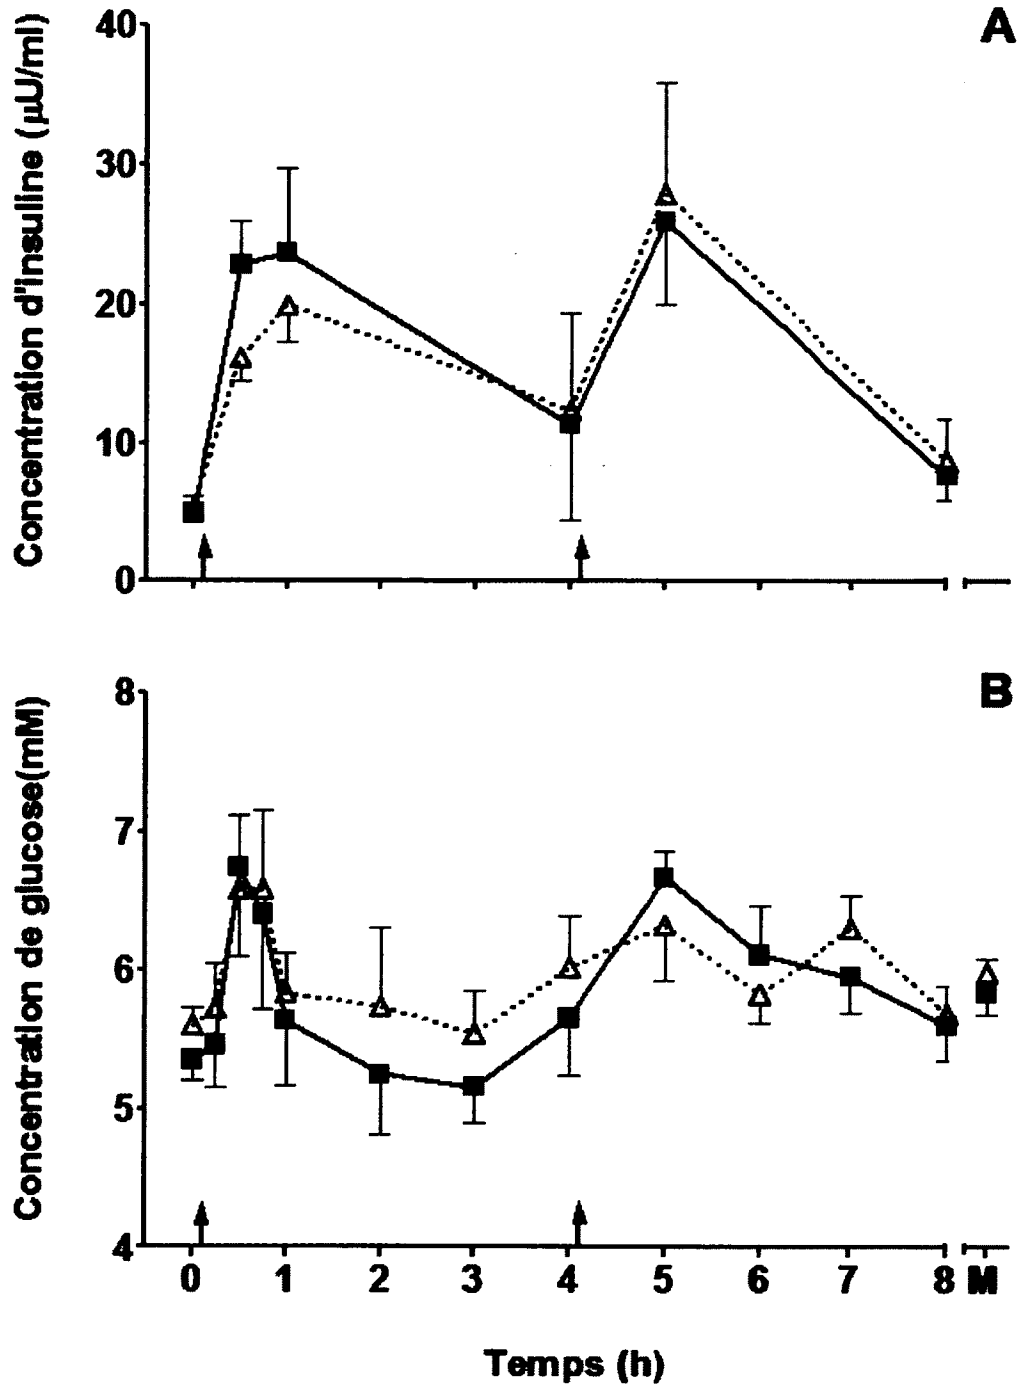 A
Concentration d'insuline (µU/ml)
40
30
20
10
0
B
Concentration de glucose(mM)
8
7
6
5
4
0 1 2 3 4 5 6 7 8 M
Temps (h)